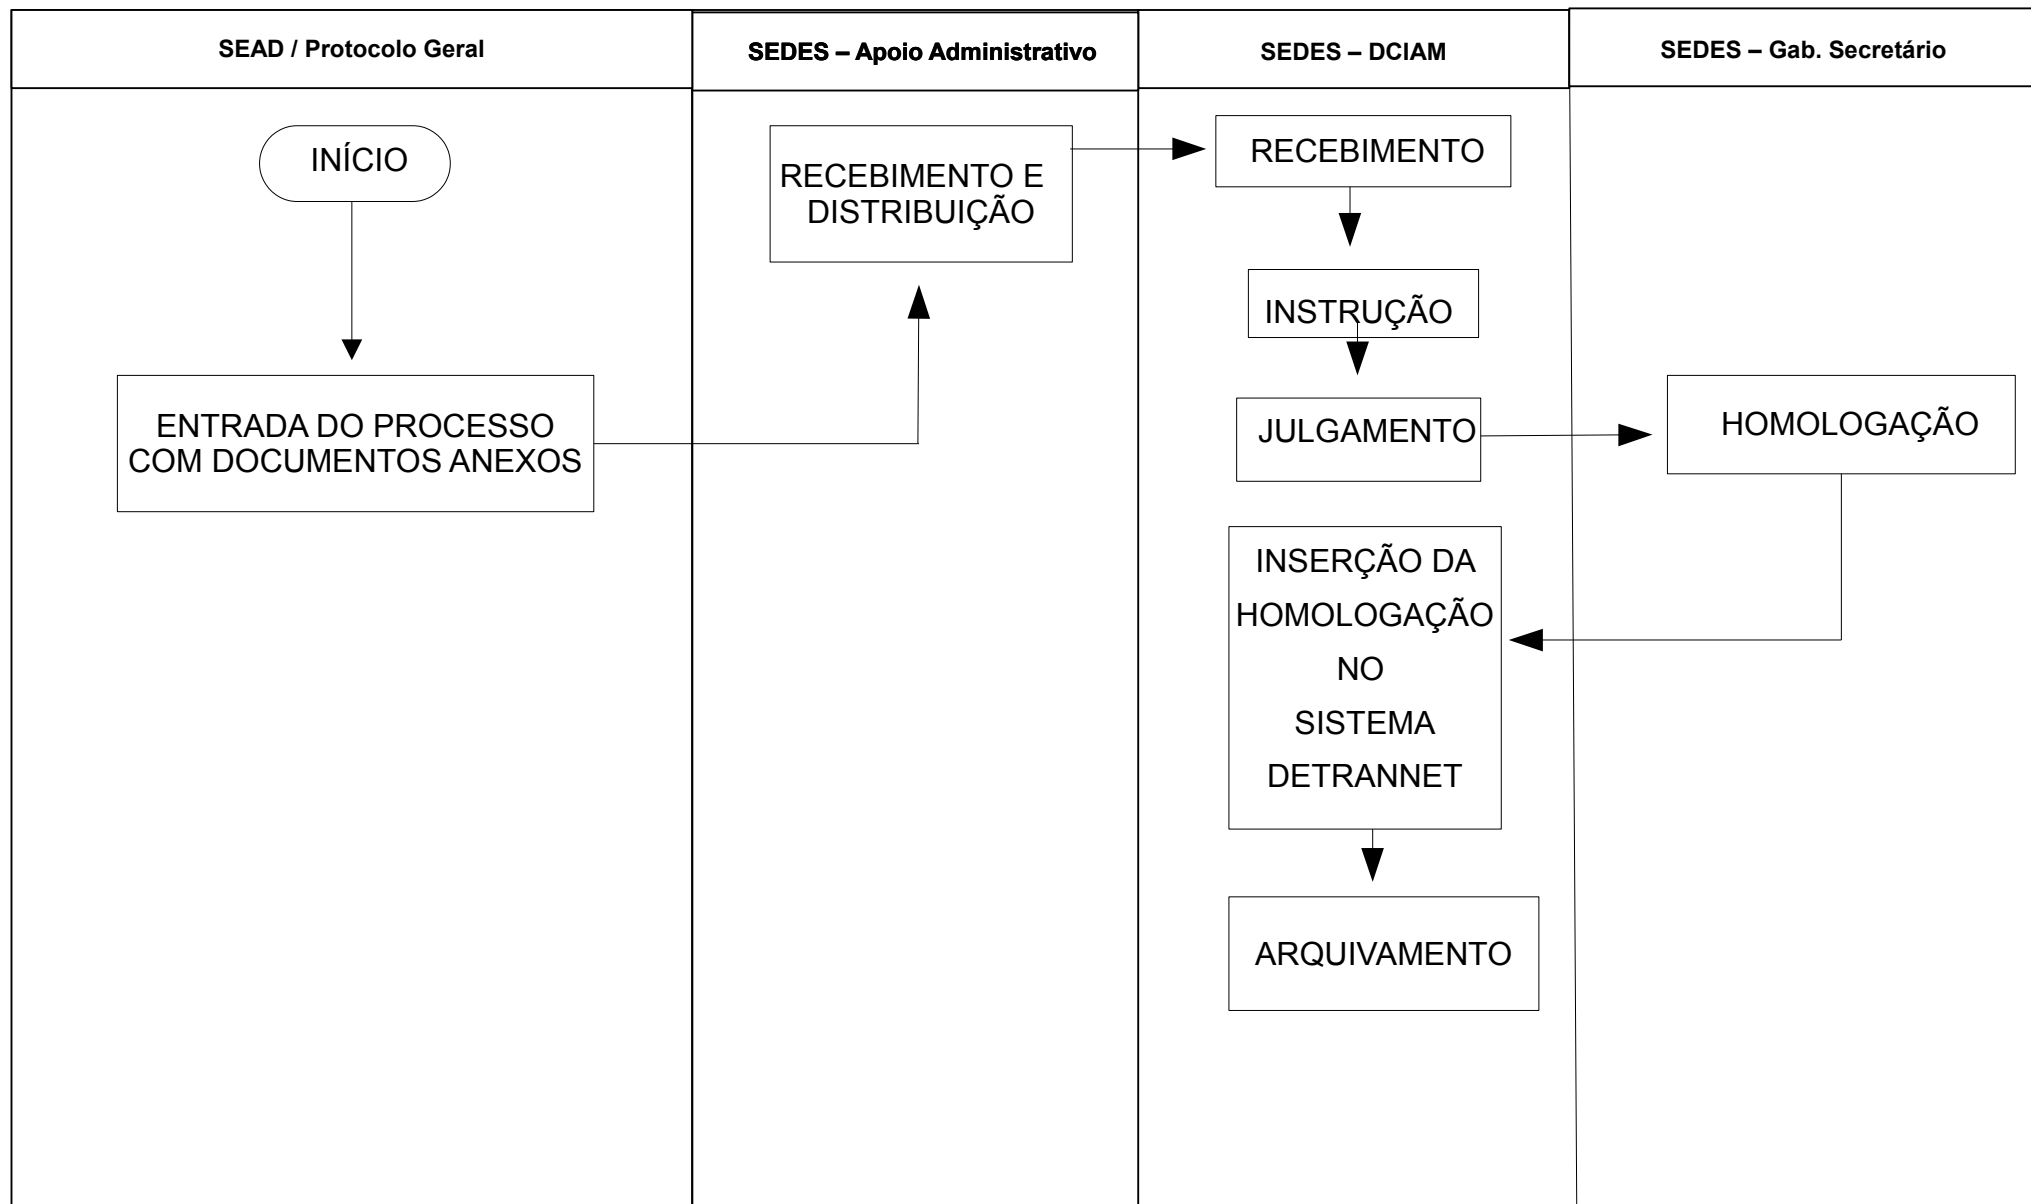 SEAD / Protocolo Geral
SEDES – Apoio Administrativo
SEDES – DCIAM
SEDES – Gab. Secretário
INÍCIO
ENTRADA DO PROCESSO
COM DOCUMENTOS ANEXOS
RECEBIMENTO E
DISTRIBUIÇÃO
RECEBIMENTO
INSTRUÇÃO
JULGAMENTO
HOMOLOGAÇÃO
INSERÇÃO DA
HOMOLOGAÇÃO
NO
SISTEMA
DETRANNET
ARQUIVAMENTO